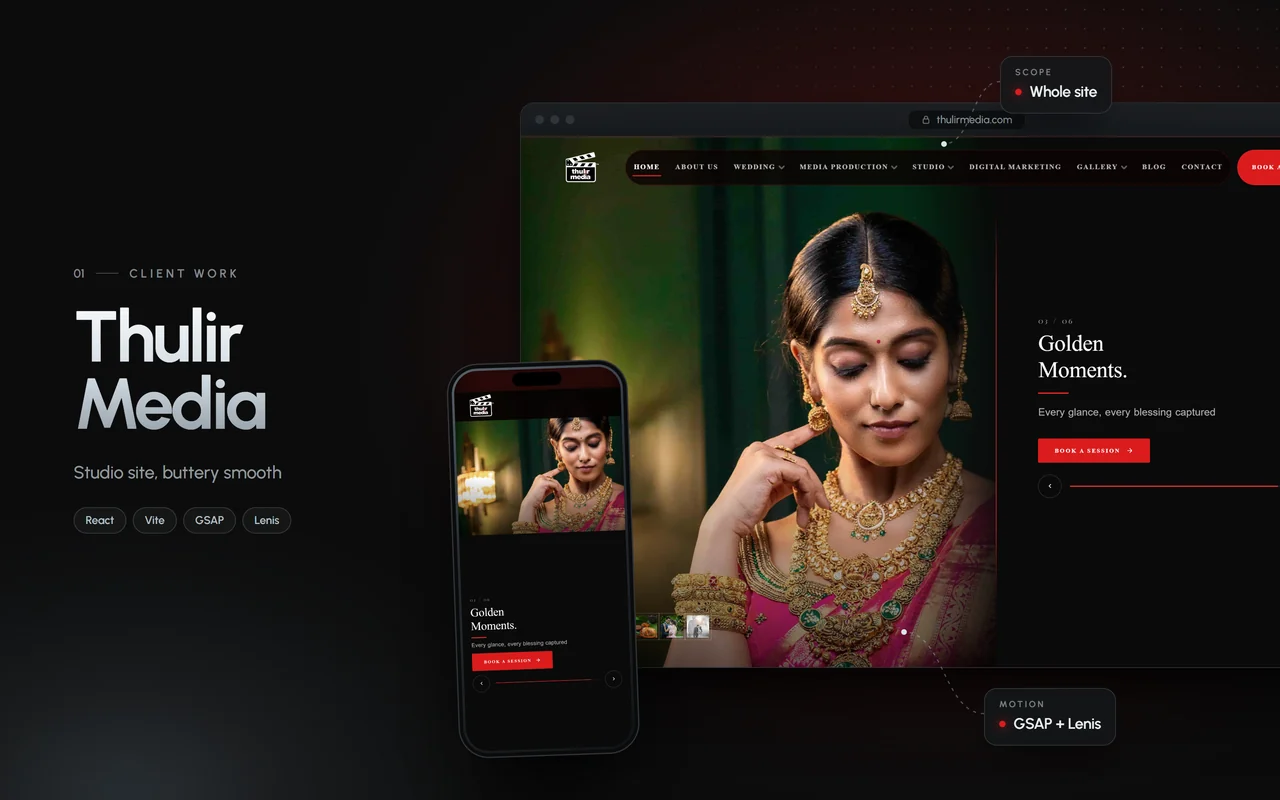 SCOPE
Whole site
thulirmedia.com
thulir
media
HOME
ABOUT US
WEDDING
MEDIA PRODUCTION
STUDIO
DIGITAL MARKETING
GALLERY
BLOG
CONTACT
BOOK A
01 — CLIENT WORK
Thulir
Media
Studio site, buttery smooth
React
Vite
GSAP
Lenis
03 / 06
Golden
Moments.
Every glance, every blessing captured
BOOK A SESSION →
thulir
media
Golden
Moments.
Every glance, every blessing captured
BOOK A SESSION →
MOTION
GSAP + Lenis